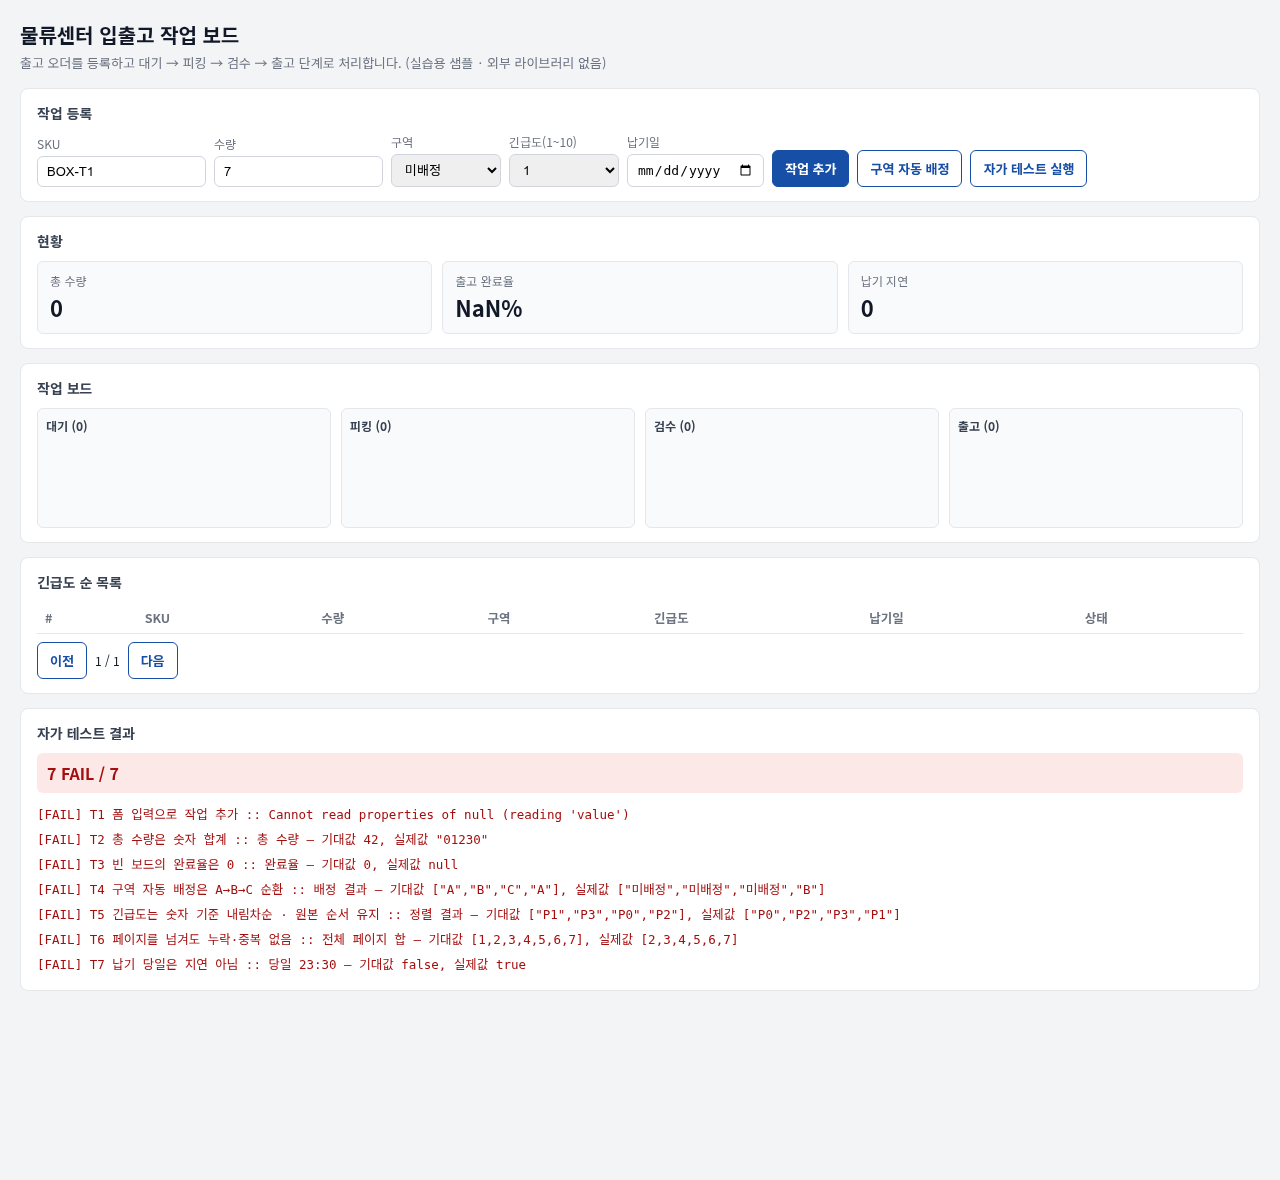 물류센터 입출고 작업 보드
출고 오더를 등록하고 대기 → 피킹 → 검수 → 출고 단계로 처리합니다. (실습용 샘플 · 외부 라이브러리 없음)
작업 등록
SKU 수량 구역 긴급도(1~10) 납기일
BOX-T1 7 미배정 1 mm/dd/yyyy 작업 추가 구역 자동 배정 자가 테스트 실행
현황
총 수량 출고 완료율 납기 지연
0 NaN% 0
작업 보드
대기 (0) 피킹 (0) 검수 (0) 출고 (0)
긴급도 순 목록
# SKU 수량 구역 긴급도 납기일 상태
이전 1 / 1 다음
자가 테스트 결과
7 FAIL / 7
[FAIL] T1 폼 입력으로 작업 추가 :: Cannot read properties of null (reading 'value')
[FAIL] T2 총 수량은 숫자 합계 :: 총 수량 — 기대값 42, 실제값 "01230"
[FAIL] T3 빈 보드의 완료율은 0 :: 완료율 — 기대값 0, 실제값 null
[FAIL] T4 구역 자동 배정은 A→B→C 순환 :: 배정 결과 — 기대값 ["A","B","C","A"], 실제값 ["미배정","미배정","미배정","B"]
[FAIL] T5 긴급도는 숫자 기준 내림차순 · 원본 순서 유지 :: 정렬 결과 — 기대값 ["P1","P3","P0","P2"], 실제값 ["P0","P2","P3","P1"]
[FAIL] T6 페이지를 넘겨도 누락·중복 없음 :: 전체 페이지 합 — 기대값 [1,2,3,4,5,6,7], 실제값 [2,3,4,5,6,7]
[FAIL] T7 납기 당일은 지연 아님 :: 당일 23:30 — 기대값 false, 실제값 true